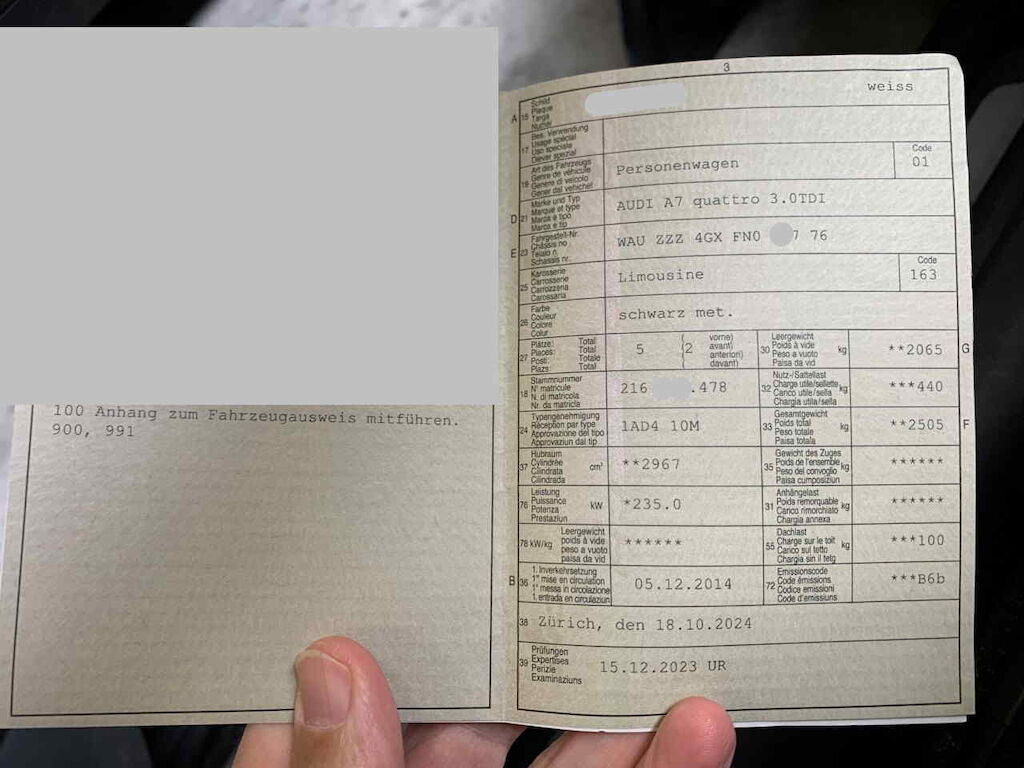 100 Anhang zum Fahrzeugausweis mitführen.
900, 991
3
A 15 Schild Plaque Targa Numer weiss
17 Bes. Verwendung Usage spécial Uso speciale Diever spezial
19 Art des Fahrzeugs Genre de véhicule Genere di veicolo Gener dal vehichel Personenwagen Code 01
D 21 Marke und Typ Marque et type Marca e tipo Marca e tip AUDI A7 quattro 3.0TDI
E 23 Fahrgestell-Nr. Châssis no Telaio n. Schassis nr. WAU ZZZ 4GX FN0 7 76
25 Karosserie Carrosserie Carrozzeria Carossaria Limousine Code 163
26 Farbe Couleur Colore Colur schwarz met.
27 Plätze: Total Places: Total Posti: Totale Plazs: Total 5 (2 vorne) avant) anteriori) davant)
30 Leergewicht Poids à vide Peso a vuoto Paisa da vid kg **2065 G
18 Stammnummer N° matricule N. di matricola Nr. da matricla 216 .478
32 Nutz-/Sattellast Charge utile/sellette Carico utile/sella Chargia utila/sella kg ***440
24 Typengenehmigung Réception par type Approvazione del tipo Approvaziun dal tip 1AD4 10M
33 Gesamtgewicht Poids total Peso totale Paisa totala kg **2505 F
37 Hubraum Cylindrée Cilindrata Cilindrada cm³ **2967
35 Gewicht des Zuges Poids de l'ensemble Peso del convoglio Paisa cumposiziun kg ******
76 Leistung Puissance Potenza Prestaziun kW *235.0
31 Anhängelast Poids remorquable Carico rimorchiato Chargia annexa kg ******
78 kW/kg Leergewicht poids à vide peso a vuoto paisa da vid ******
55 Dachlast Charge sur le toit Carico sul tetto Chargia sin il tetg kg ***100
B 36 1. Inverkehrsetzung 1re mise en circulation 1a messa in circolazione 1. entrada en circulaziun 05.12.2014
72 Emissionscode Code émissions Codice emissioni Code d'emissiuns ***B6b
38 Zürich, den 18.10.2024
39 Prüfungen Expertises Perizie Examinaziuns 15.12.2023 UR